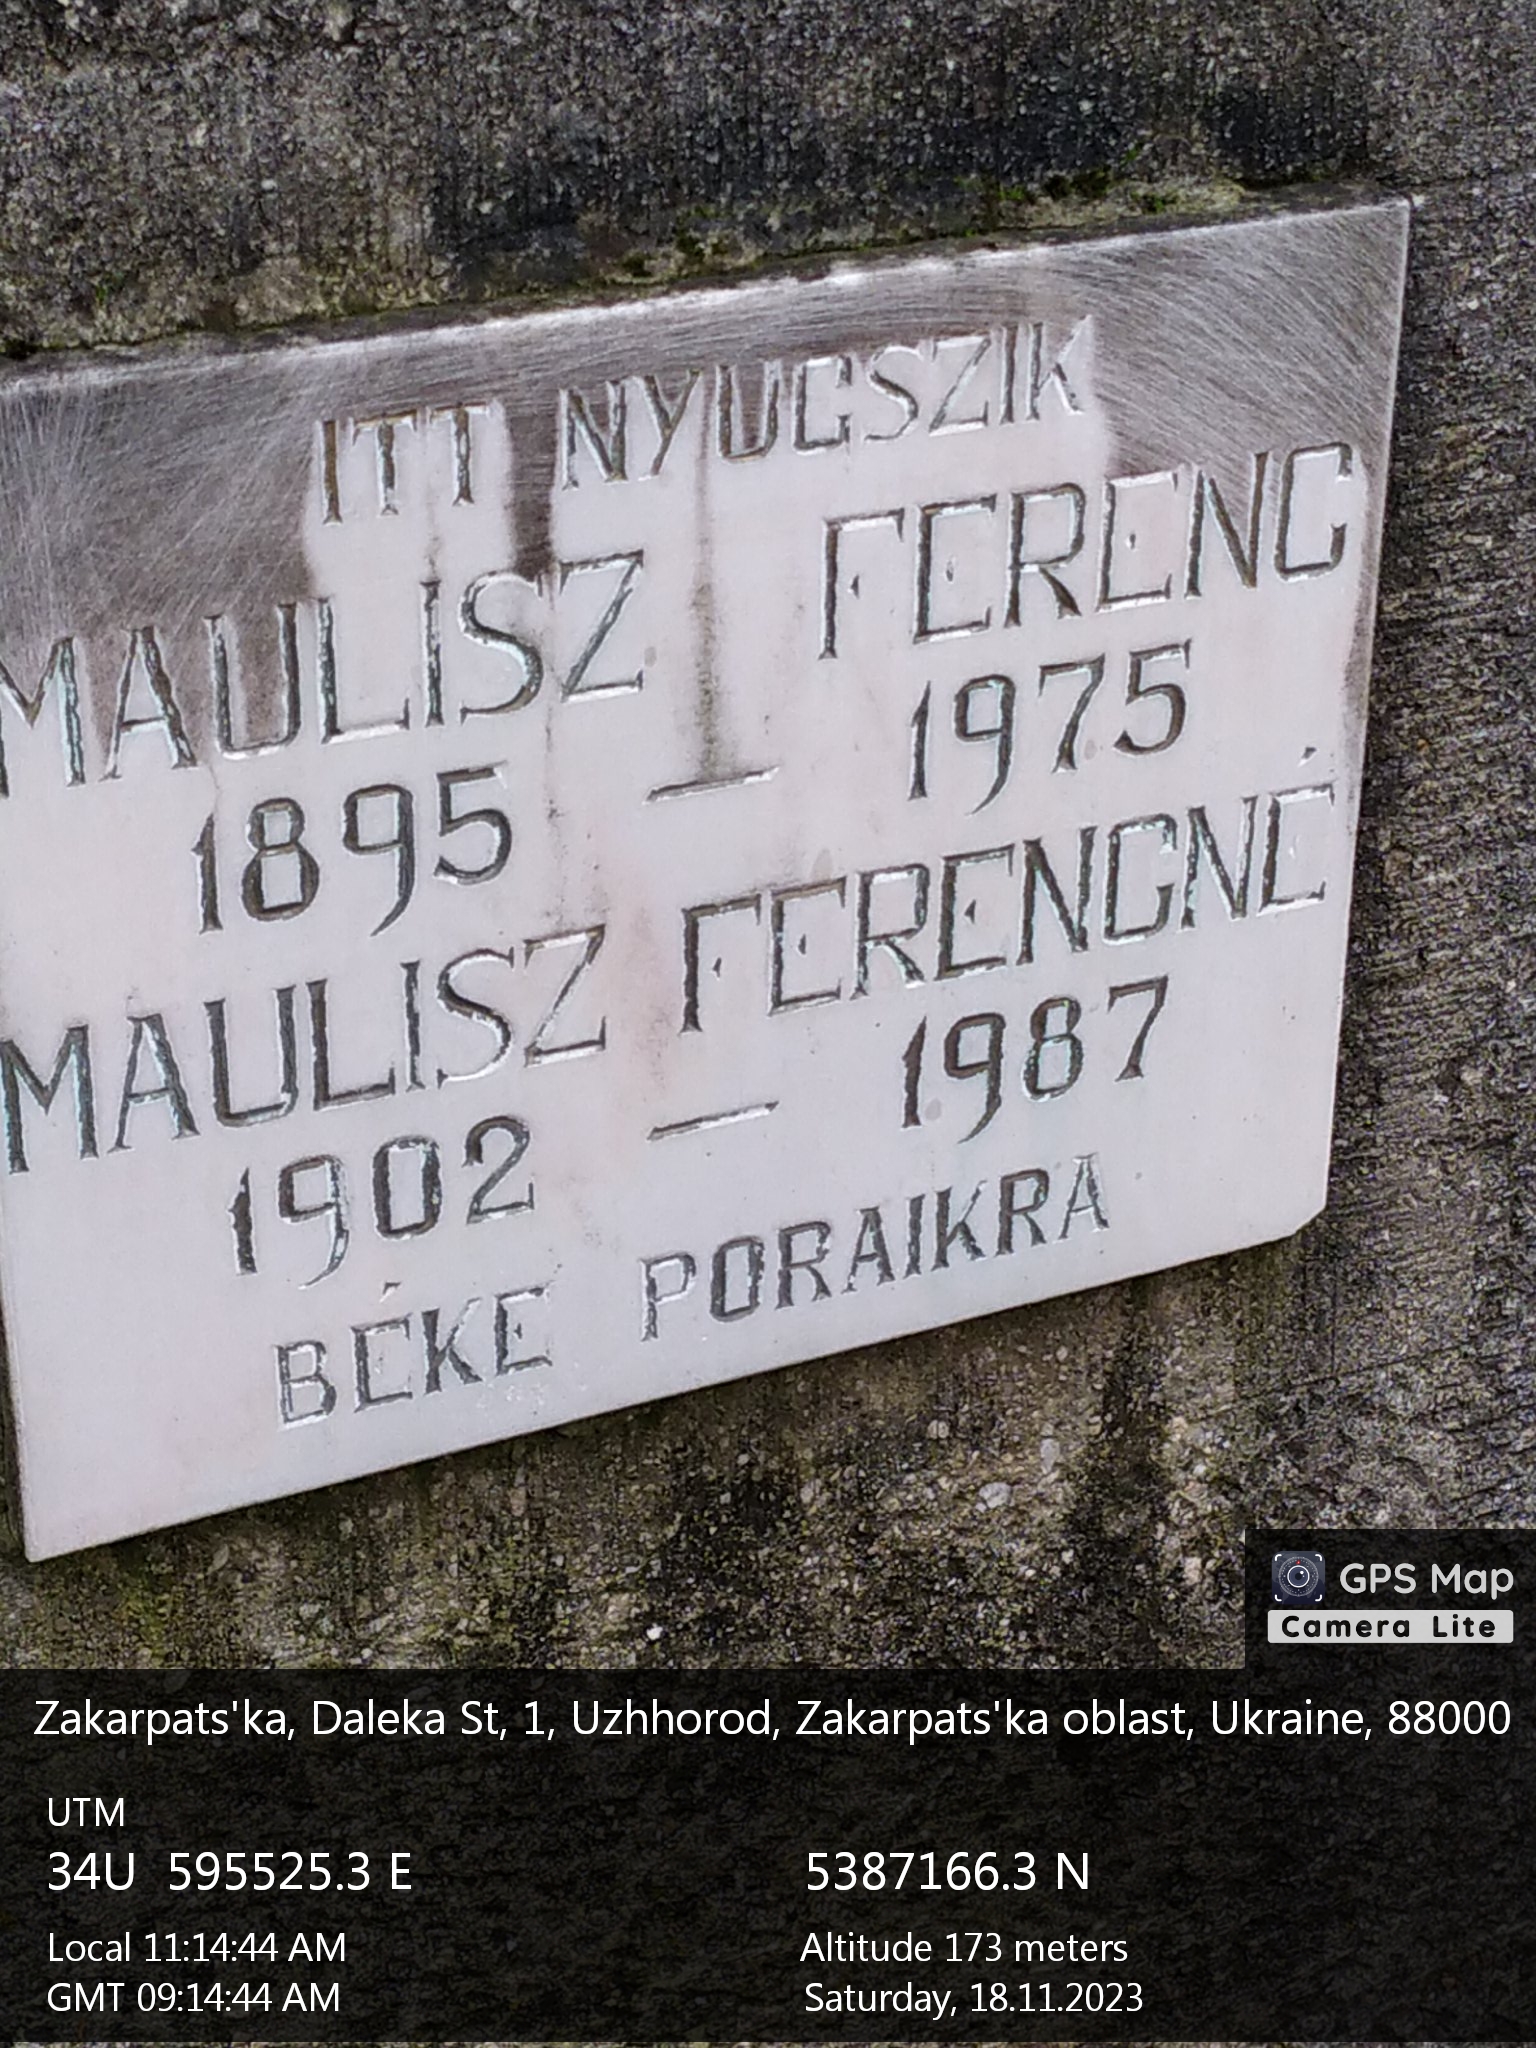 ITT NYUGSZIK
MAULISZ FERENC
1895 — 1975
MAULISZ FERENCNÉ
1902 — 1987
BÉKE PORAIKRA
GPS Map
Camera Lite
Zakarpats'ka, Daleka St, 1, Uzhhorod, Zakarpats'ka oblast, Ukraine, 88000
UTM
34U 595525.3 E 5387166.3 N
Local 11:14:44 AM Altitude 173 meters
GMT 09:14:44 AM Saturday, 18.11.2023